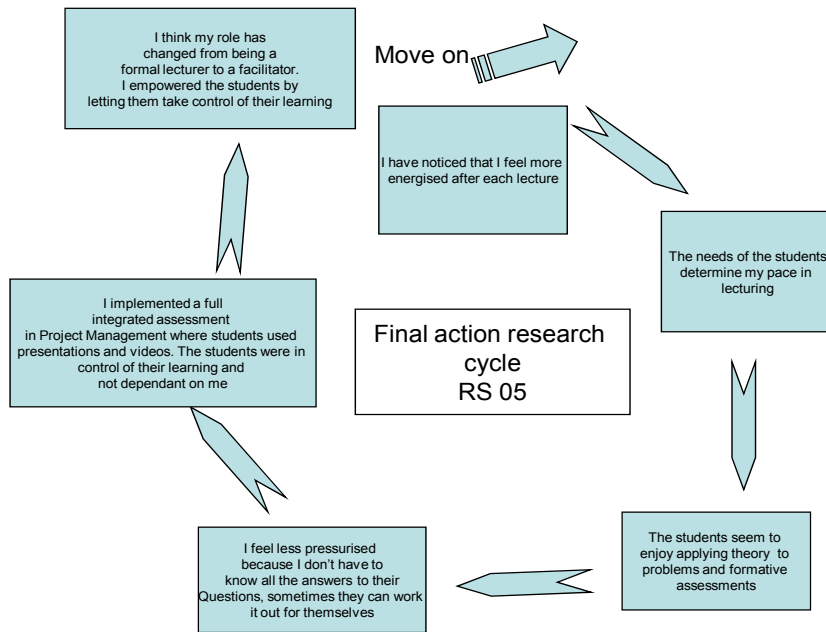 I think my role has
changed from being a
formal lecturer to a facilitator.
I empowered the students by
letting them take control of their learning
Move on
I have noticed that I feel more
energised after each lecture
The needs of the students
determine my pace in
lecturing
I implemented a full
integrated assessment
in Project Management where students used
presentations and videos. The students were in
control of their learning and
not dependant on me
Final action research
cycle
RS 05
I feel less pressurised
because I don't have to
know all the answers to their
Questions, sometimes they can work
it out for themselves
The students seem to
enjoy applying theory to
problems and formative
assessments